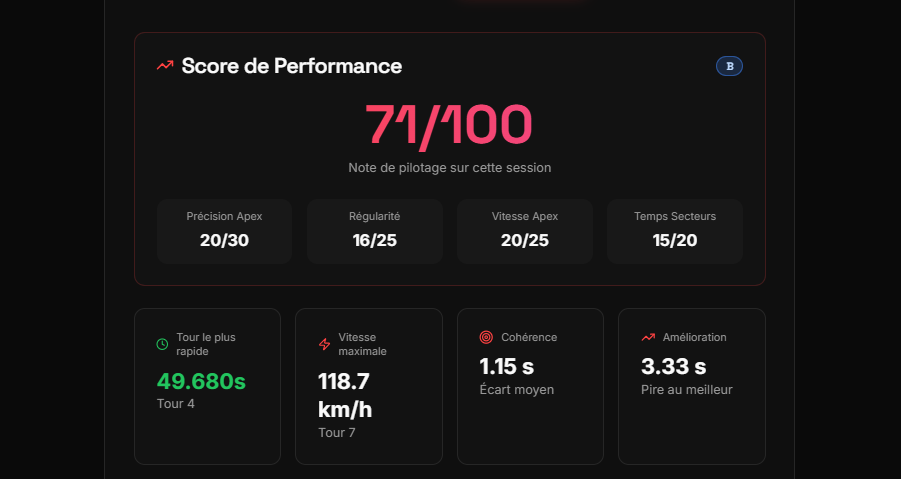 Score de Performance
B
71/100
Note de pilotage sur cette session
Précision Apex
20/30
Régularité
16/25
Vitesse Apex
20/25
Temps Secteurs
15/20
Tour le plus
rapide
49.680s
Tour 4
Vitesse
maximale
118.7
km/h
Tour 7
Cohérence
1.15 s
Écart moyen
Amélioration
3.33 s
Pire au meilleur